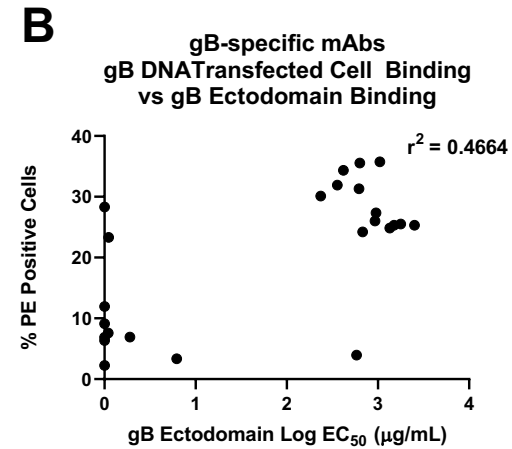 B
gB-specific mAbs
gB DNATransfected Cell Binding
vs gB Ectodomain Binding
r² = 0.4664
% PE Positive Cells
40
30
20
10
0
0 1 2 3 4
gB Ectodomain Log EC₅₀ (µg/mL)